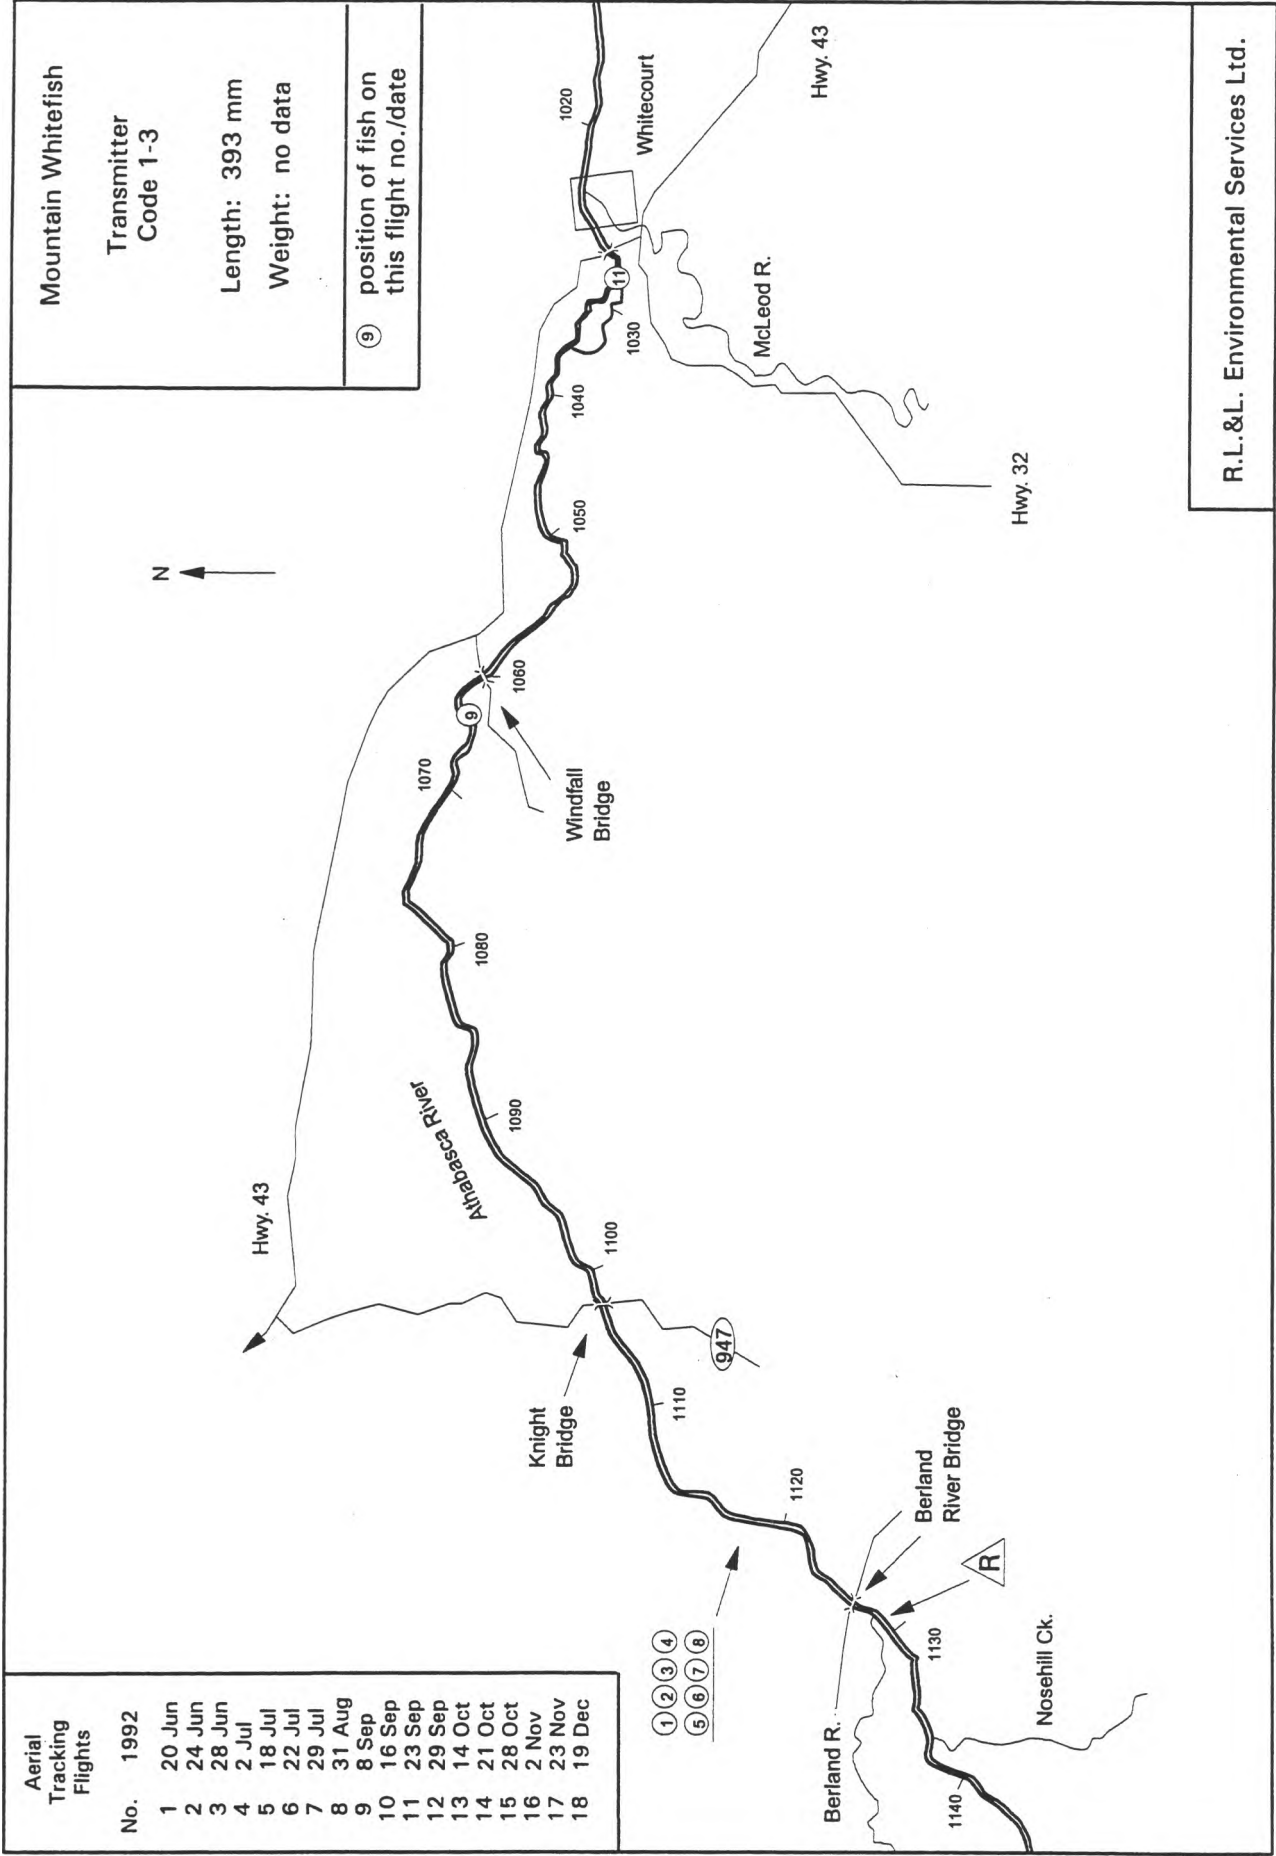 Aerial
Tracking
Flights
No. 1992
1 20 Jun
2 24 Jun
3 28 Jun
4 2 Jul
5 18 Jul
6 22 Jul
7 29 Jul
8 31 Aug
9 8 Sep
10 16 Sep
11 23 Sep
12 29 Sep
13 14 Oct
14 21 Oct
15 28 Oct
16 2 Nov
17 23 Nov
18 19 Dec
Mountain Whitefish
Transmitter
Code 1-3
Length: 393 mm
Weight: no data
9 position of fish on
this flight no./date
N
Hwy. 43
Athabasca River
Knight
Bridge
947
1 2 3 4
5 6 7 8
Berland R.
Berland
River Bridge
R
Nosehill Ck.
1140
1130
1120
1110
1100
1090
1080
1070
9
1060
Windfall
Bridge
1050
1040
1030
11
1020
Whitecourt
McLeod R.
Hwy. 43
Hwy. 32
R.L.&L. Environmental Services Ltd.